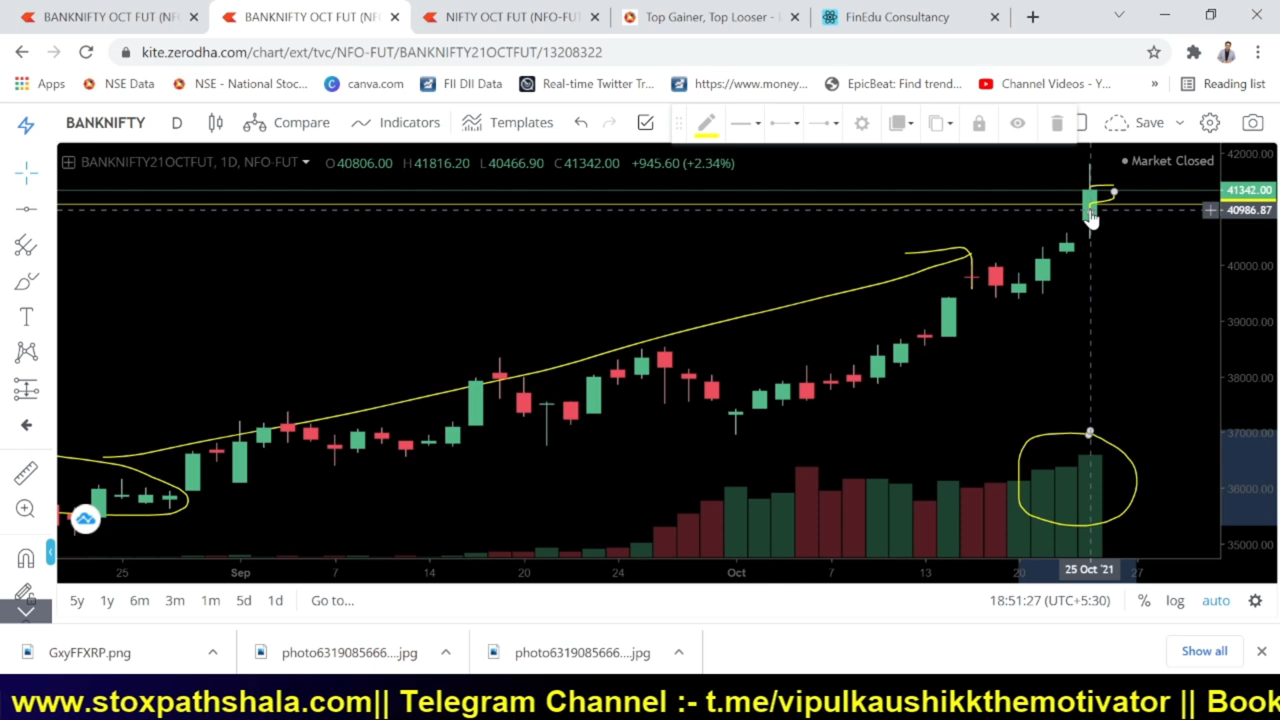 BANKNIFTY OCT FUT (NF BANKNIFTY OCT FUT (NF NIFTY OCT FUT (NFO-FUT Top Gainer, Top Looser - FinEdu Consultancy
kite.zerodha.com/chart/ext/tvc/NFO-FUT/BANKNIFTY21OCTFUT/13208322
Apps NSE Data NSE - National Stoc... canva.com FII DII Data Real-time Twitter Tr... https://www.money... EpicBeat: Find trend... Channel Videos - Y... » Reading list
BANKNIFTY D Compare Indicators Templates Save
BANKNIFTY21OCTFUT, 1D, NFO-FUT O40806.00 H41816.20 L40466.90 C41342.00 +945.60 (+2.34%) Market Closed
42000.00
41342.00
40986.87
40000.00
39000.00
38000.00
37000.00
36000.00
35000.00
25 Sep 7 14 20 24 Oct 7 13 20 25 Oct '21 27
5y 1y 6m 3m 1m 5d 1d Go to... 18:51:27 (UTC+5:30) % log auto
GxyFFXRP.png photo6319085666....jpg photo6319085666....jpg Show all
www.stoxpathshala.com|| Telegram Channel :- t.me/vipulkaushikkthemotivator || Book